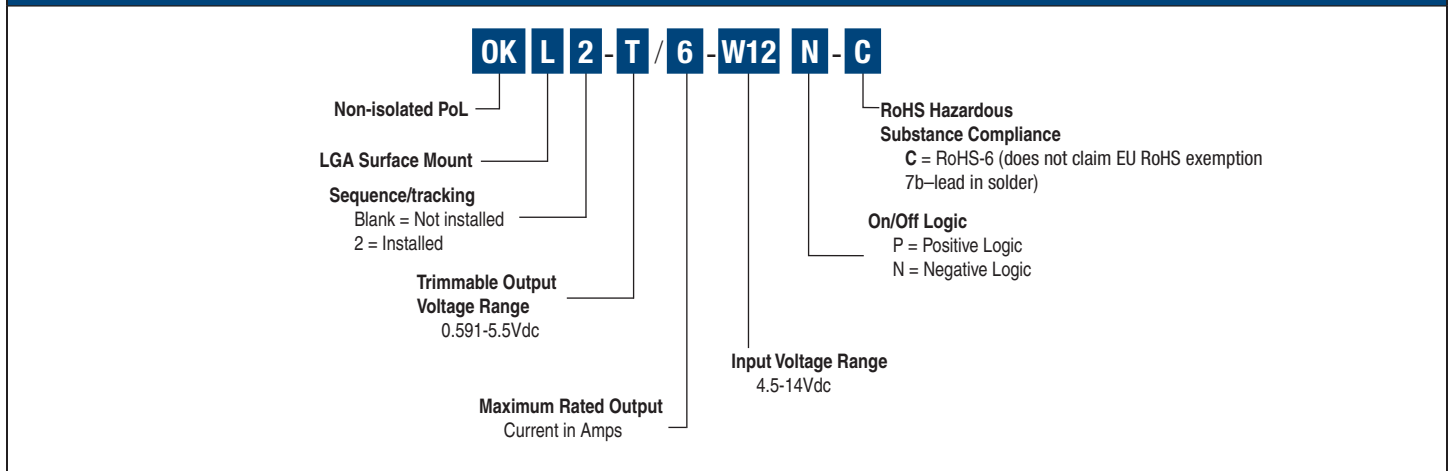 OK L 2 - T / 6 - W12 N - C
Non-isolated PoL
LGA Surface Mount
Sequence/tracking
Blank = Not installed
2 = Installed
Trimmable Output
Voltage Range
0.591-5.5Vdc
Maximum Rated Output
Current in Amps
Input Voltage Range
4.5-14Vdc
On/Off Logic
P = Positive Logic
N = Negative Logic
RoHS Hazardous
Substance Compliance
C = RoHS-6 (does not claim EU RoHS exemption
7b–lead in solder)